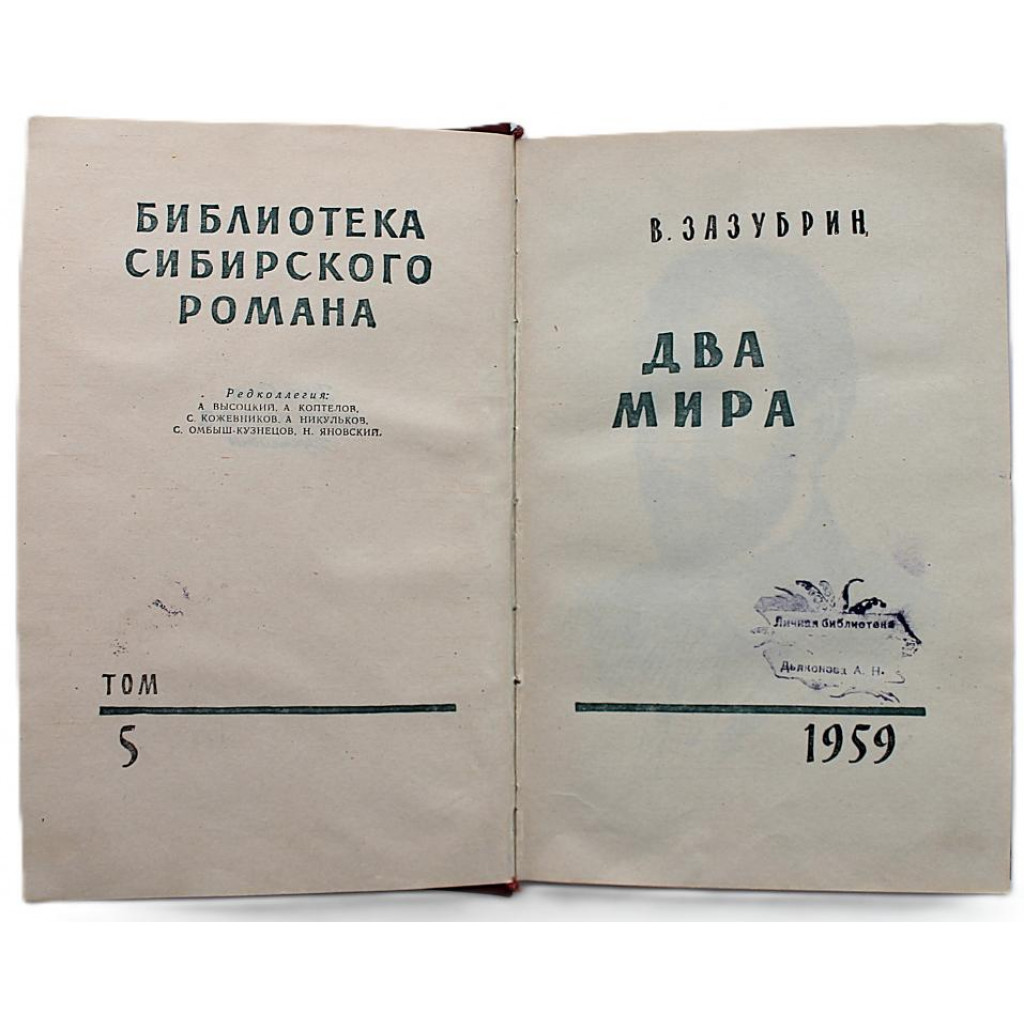 БИБЛИОТЕКА
СИБИРСКОГО
РОМАНА
Редколлегия:
А. ВЫСОЦКИЙ, А. КОПТЕЛОВ,
С. КОЖЕВНИКОВ, А. НИКУЛЬКОВ,
С. ОМБЫШ-КУЗНЕЦОВ, Н. ЯНОВСКИЙ.
ТОМ
5
В. ЗАЗУБРИН
ДВА
МИРА
Личная библиотека
Дьяконова А. Н.
1959